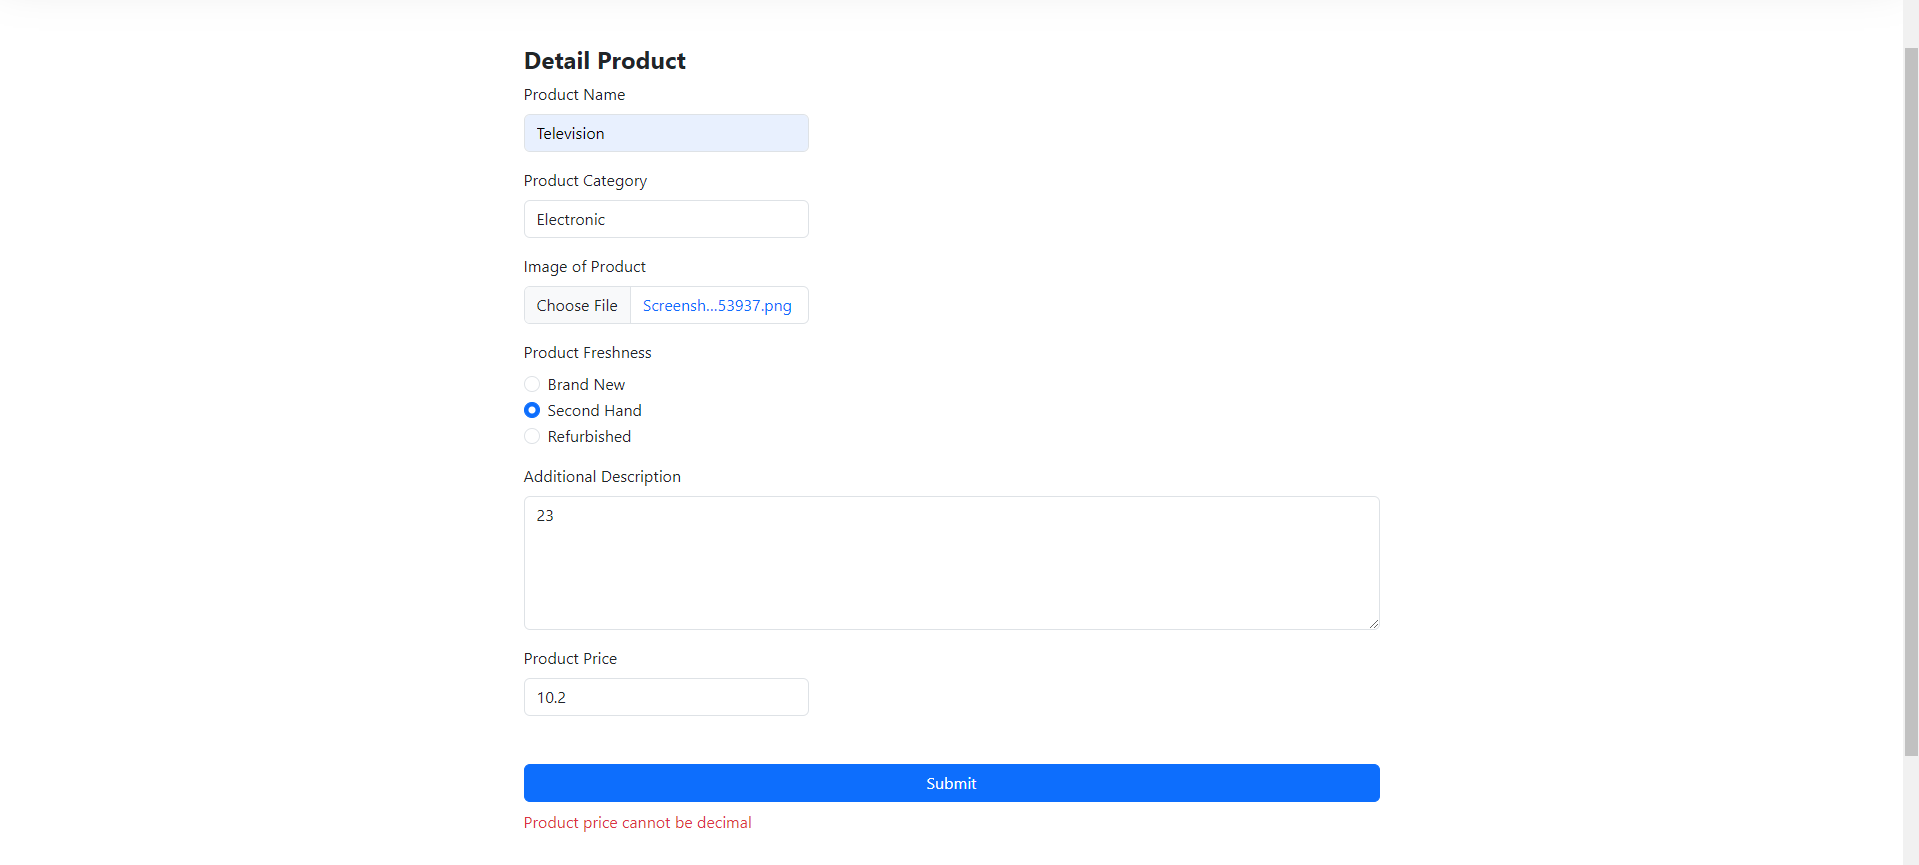 Detail Product
Product Name
Television
Product Category
Electronic
Image of Product
Choose File Screensh...53937.png
Product Freshness
Brand New
Second Hand
Refurbished
Additional Description
23
Product Price
10.2
Submit
Product price cannot be decimal